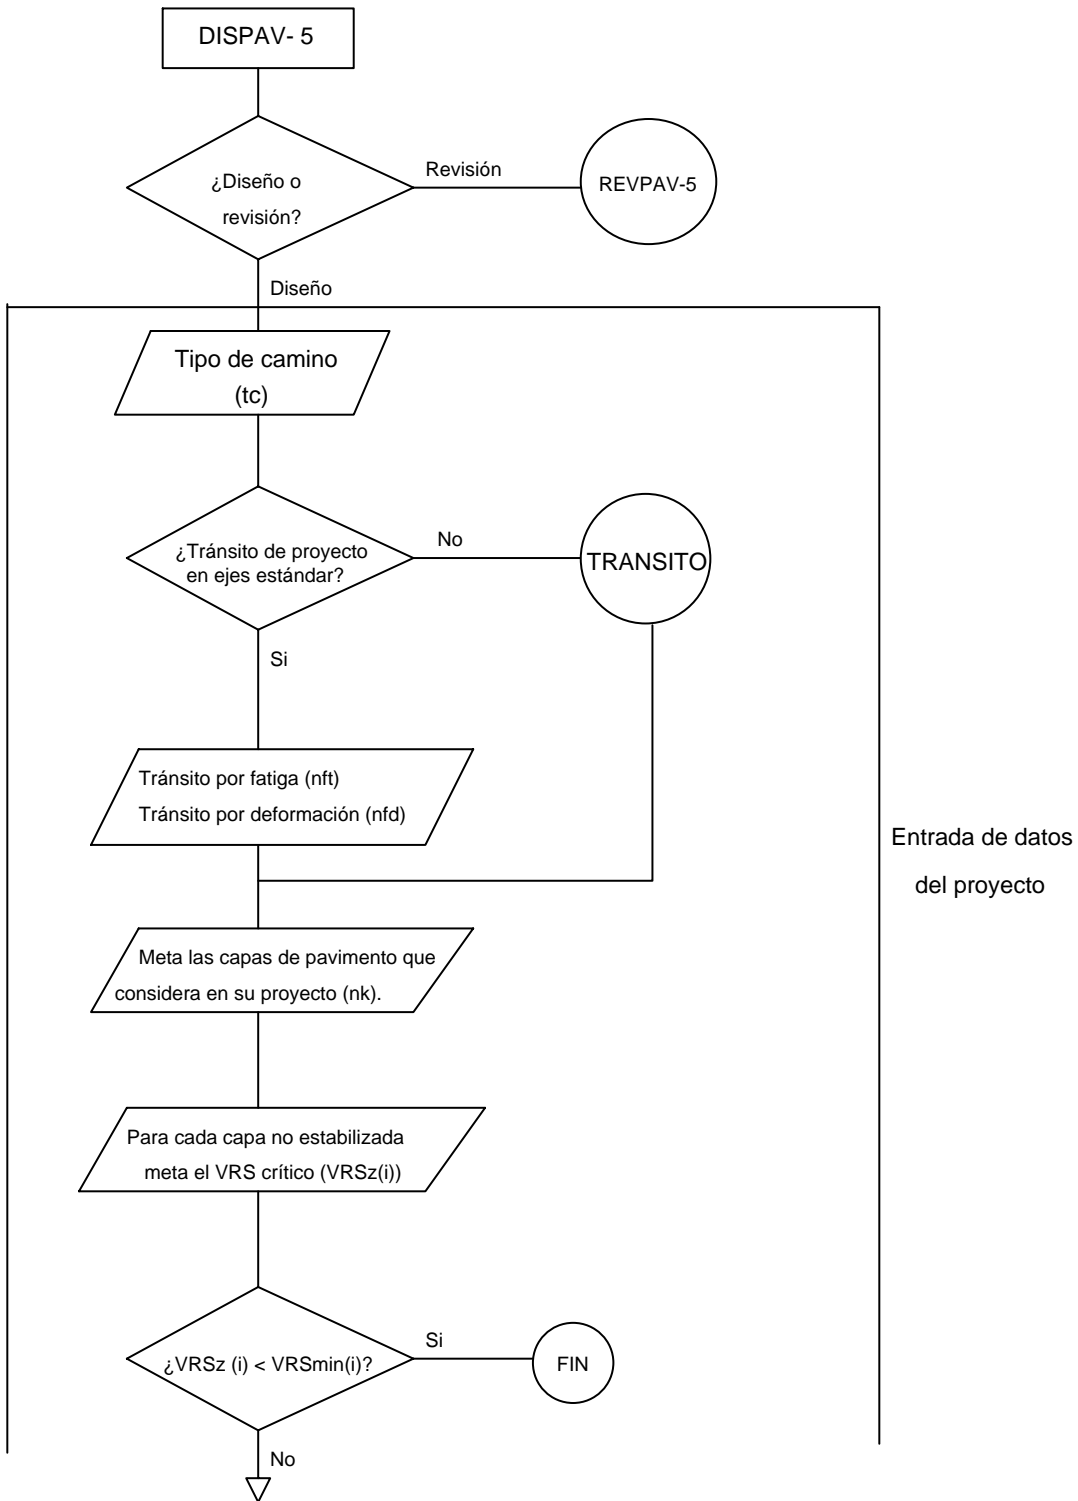 DISPAV- 5
¿Diseño o
revisión?
Revisión
REVPAV-5
Diseño
Tipo de camino
(tc)
¿Tránsito de proyecto
en ejes estándar?
No
TRANSITO
Si
Tránsito por fatiga (nft)
Tránsito por deformación (nfd)
Entrada de datos
del proyecto
Meta las capas de pavimento que
considera en su proyecto (nk).
Para cada capa no estabilizada
meta el VRS crítico (VRSz(i))
¿VRSz (i) < VRSmin(i)?
Si
FIN
No